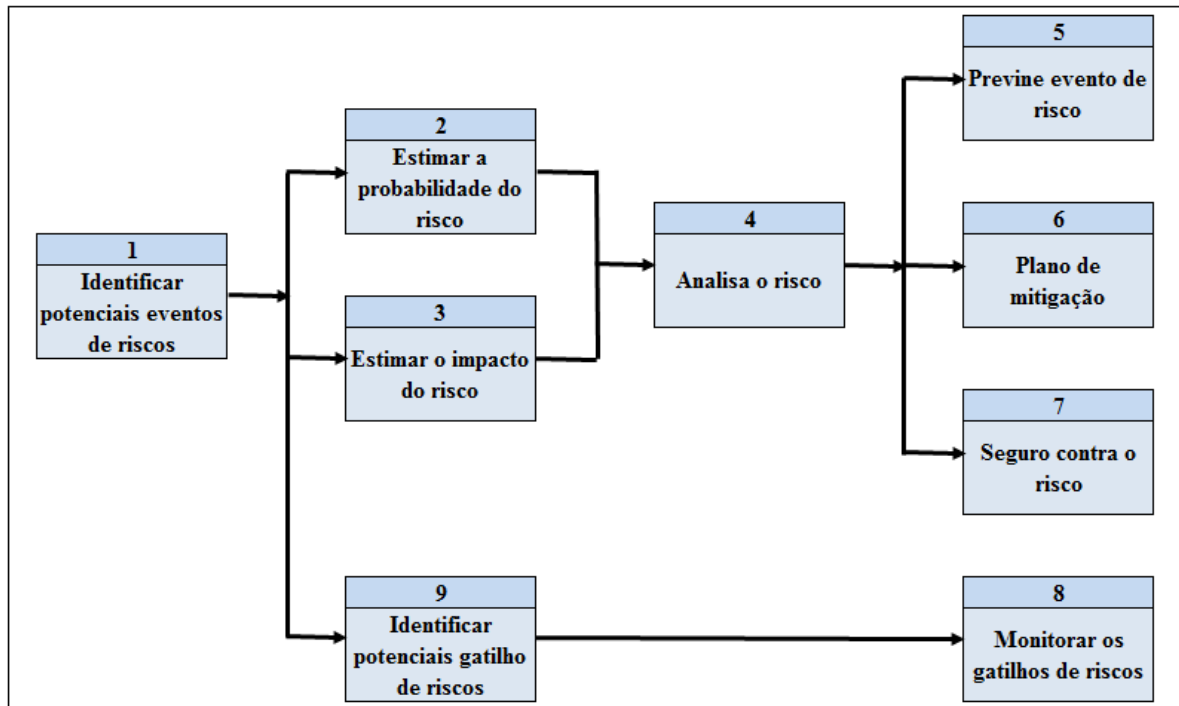 1
Identificar
potenciais eventos
de riscos
2
Estimar a
probabilidade do
risco
3
Estimar o impacto
do risco
4
Analisa o risco
5
Previne evento de
risco
6
Plano de
mitigação
7
Seguro contra o
risco
9
Identificar
potenciais gatilho
de riscos
8
Monitorar os
gatilhos de riscos